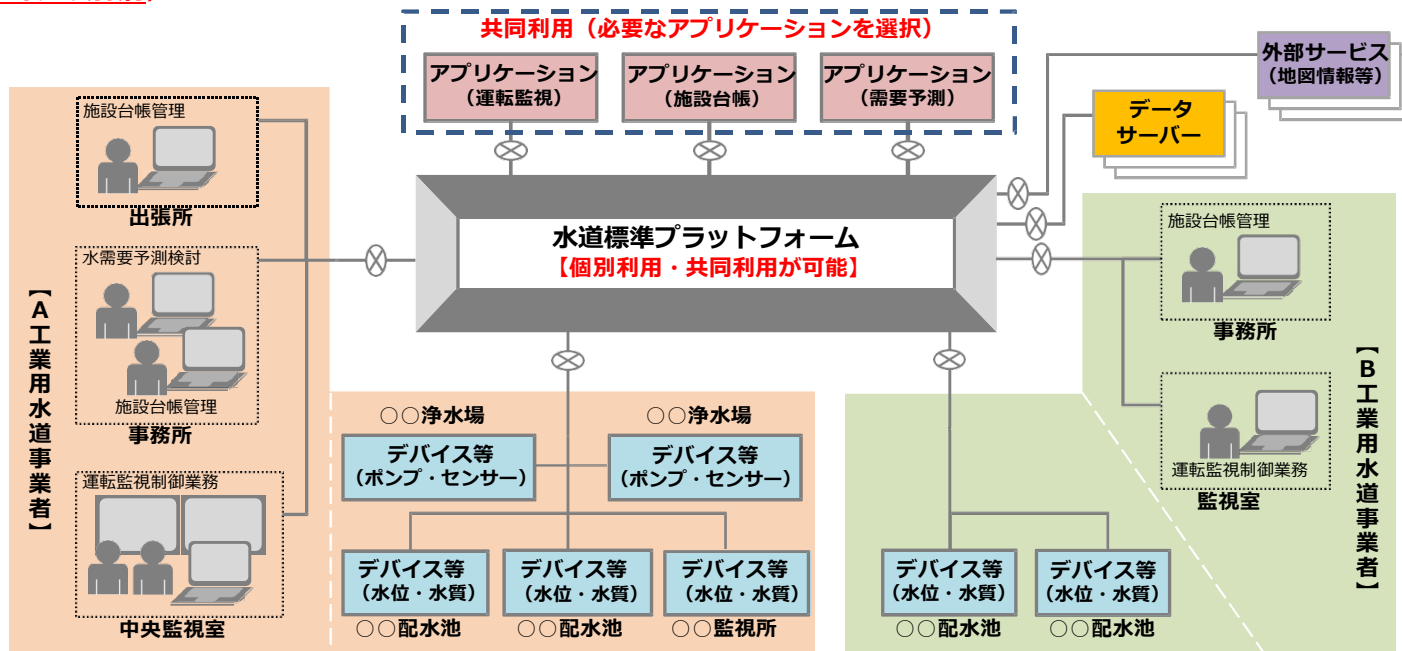 共同利用（必要なアプリケーションを選択）
アプリケーション
（運転監視）
アプリケーション
（施設台帳）
アプリケーション
（需要予測）
外部サービス
（地図情報等）
データ
サーバー
水道標準プラットフォーム
【個別利用・共同利用が可能】
【A工業用水道事業者】
施設台帳管理
出張所
水需要予測検討
施設台帳管理
事務所
運転監視制御業務
中央監視室
○○浄水場
デバイス等
（ポンプ・センサー）
○○浄水場
デバイス等
（ポンプ・センサー）
デバイス等
（水位・水質）
○○配水池
デバイス等
（水位・水質）
○○配水池
デバイス等
（水位・水質）
○○監視所
デバイス等
（水位・水質）
○○配水池
デバイス等
（水位・水質）
○○配水池
施設台帳管理
事務所
運転監視制御業務
監視室
【B工業用水道事業者】